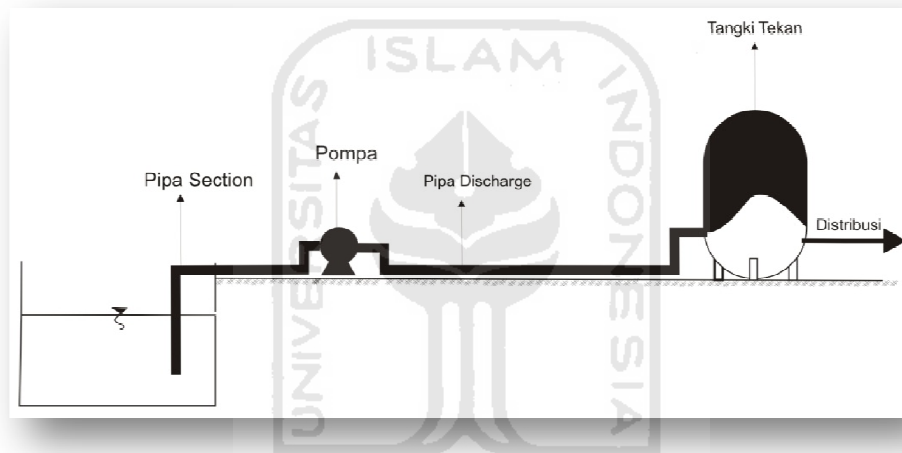 Tangki Tekan
Pompa
Pipa Section
Pipa Discharge
Distribusi
UNIVERSITAS ISLAM INDONESIA